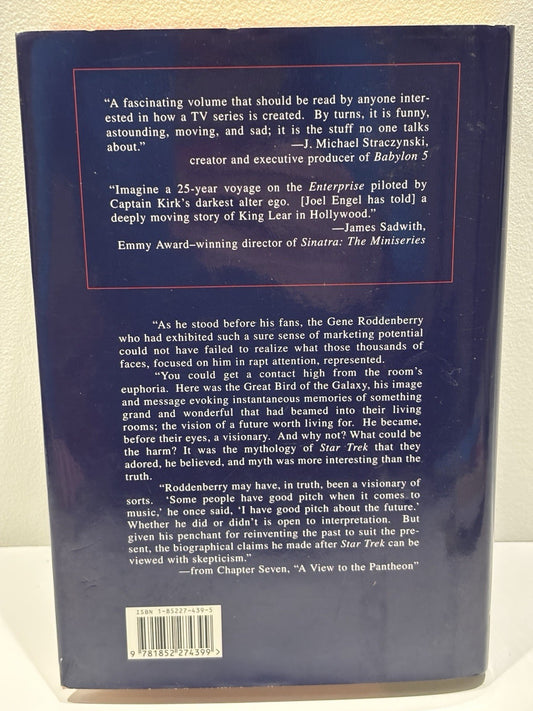 “A fascinating volume that should be read by anyone inter-
ested in how a TV series is created. By turns, it is funny,
astounding, moving, and sad; it is the stuff no one talks
about.” —J. Michael Straczynski,
creator and executive producer of Babylon 5
“Imagine a 25-year voyage on the Enterprise piloted by
Captain Kirk’s darkest alter ego. [Joel Engel has told] a
deeply moving story of King Lear in Hollywood.”
—James Sadwith,
Emmy Award–winning director of Sinatra: The Miniseries
“As he stood before his fans, the Gene Roddenberry
who had exhibited such a sure sense of marketing potential
could not have failed to realize what those thousands of
faces, focused on him in rapt attention, represented.
“You could get a contact high from the room’s
euphoria. Here was the Great Bird of the Galaxy, his image
and message evoking instantaneous memories of something
grand and wonderful that had beamed into their living
rooms; the vision of a future worth living for. He became,
before their eyes, a visionary. And why not? What could be
the harm? It was the mythology of Star Trek that they
adored, he believed, and myth was more interesting than the
truth.
“Roddenberry may have, in truth, been a visionary of
sorts. ‘Some people have good pitch when it comes to
music,’ he once said, ‘I have good pitch about the future.’
Whether he did or didn’t is open to interpretation. But
given his penchant for reinventing the past to suit the pre-
sent, the biographical claims he made after Star Trek can be
viewed with skepticism.”
—from Chapter Seven, “A View to the Pantheon”
ISBN 1-85227-439-5
9 781852 274399 >